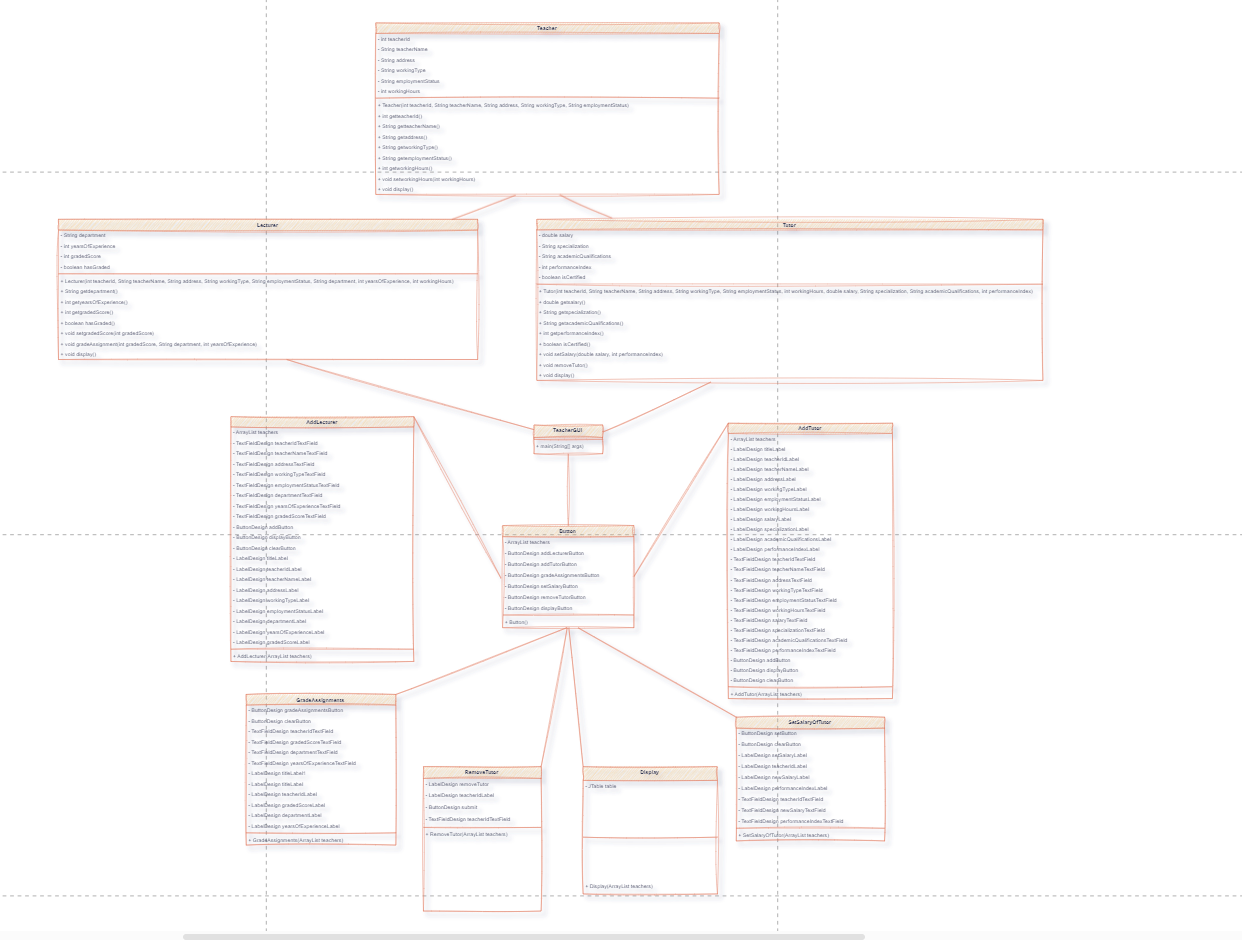 Teacher
- int teacherId
- String teacherName
- String address
- String workingType
- String employmentStatus
- int workingHours
+ Teacher(int teacherId, String teacherName, String address, String workingType, String employmentStatus)
+ int getteacherId()
+ String getteacherName()
+ String getaddress()
+ String getworkingType()
+ String getemploymentStatus()
+ int getworkingHours()
+ void setworkingHours(int workingHours)
+ void display()
Lecturer
- String department
- int yearsOfExperience
- int gradedScore
- boolean hasGraded
+ Lecturer(int teacherId, String teacherName, String address, String workingType, String employmentStatus, String department, int yearsOfExperience, int workingHours)
+ String getdepartment()
+ int getyearsOfExperience()
+ int getgradedScore()
+ boolean hasGraded()
+ void setgradedScore(int gradedScore)
+ void gradeAssignment(int gradedScore, String department, int yearsOfExperience)
+ void display()
Tutor
- double salary
- String specialization
- String academicQualifications
- int performanceIndex
- boolean isCertified
+ Tutor(int teacherId, String teacherName, String address, String workingType, String employmentStatus, int workingHours, double salary, String specialization, String academicQualifications, int performanceIndex)
+ double getsalary()
+ String getspecialization()
+ String getacademicQualifications()
+ int getperformanceIndex()
+ boolean isCertified()
+ void setSalary(double salary, int performanceIndex)
+ void removeTutor()
+ void display()
TeacherGUI
+ main(String[] args)
AddLecturer
- ArrayList teachers
- TextFieldDesign teacherIdTextField
- TextFieldDesign teacherNameTextField
- TextFieldDesign addressTextField
- TextFieldDesign workingTypeTextField
- TextFieldDesign employmentStatusTextField
- TextFieldDesign departmentTextField
- TextFieldDesign yearsOfExperienceTextField
- TextFieldDesign gradedScoreTextField
- ButtonDesign addButton
- ButtonDesign displayButton
- ButtonDesign clearButton
- LabelDesign titleLabel
- LabelDesign teacherIdLabel
- LabelDesign teacherNameLabel
- LabelDesign addressLabel
- LabelDesign workingTypeLabel
- LabelDesign employmentStatusLabel
- LabelDesign departmentLabel
- LabelDesign yearsOfExperienceLabel
- LabelDesign gradedScoreLabel
+ AddLecturer(ArrayList teachers)
AddTutor
- ArrayList teachers
- LabelDesign titleLabel
- LabelDesign teacherIdLabel
- LabelDesign teacherNameLabel
- LabelDesign addressLabel
- LabelDesign workingTypeLabel
- LabelDesign employmentStatusLabel
- LabelDesign workingHoursLabel
- LabelDesign salaryLabel
- LabelDesign specializationLabel
- LabelDesign academicQualificationsLabel
- LabelDesign performanceIndexLabel
- TextFieldDesign teacherIdTextField
- TextFieldDesign teacherNameTextField
- TextFieldDesign addressTextField
- TextFieldDesign workingTypeTextField
- TextFieldDesign employmentStatusTextField
- TextFieldDesign workingHoursTextField
- TextFieldDesign salaryTextField
- TextFieldDesign specializationTextField
- TextFieldDesign academicQualificationsTextField
- TextFieldDesign performanceIndexTextField
- ButtonDesign addButton
- ButtonDesign displayButton
- ButtonDesign clearButton
+ AddTutor(ArrayList teachers)
Button
- ArrayList teachers
- ButtonDesign addLecturerButton
- ButtonDesign addTutorButton
- ButtonDesign gradeAssignmentsButton
- ButtonDesign setSalaryButton
- ButtonDesign removeTutorButton
- ButtonDesign displayButton
+ Button()
GradeAssignments
- ButtonDesign gradeAssignmentsButton
- ButtonDesign clearButton
- TextFieldDesign teacherIdTextField
- TextFieldDesign gradedScoreTextField
- TextFieldDesign departmentTextField
- TextFieldDesign yearsOfExperienceTextField
- LabelDesign titleLabel1
- LabelDesign titleLabel
- LabelDesign teacherIdLabel
- LabelDesign gradedScoreLabel
- LabelDesign departmentLabel
- LabelDesign yearsOfExperienceLabel
+ GradeAssignments(ArrayList teachers)
RemoveTutor
- LabelDesign removeTutor
- LabelDesign teacherIdLabel
- ButtonDesign submit
- TextFieldDesign teacherIdTextField
+ RemoveTutor(ArrayList teachers)
Display
- JTable table
+ Display(ArrayList teachers)
SetSalaryOfTutor
- ButtonDesign setButton
- ButtonDesign clearButton
- LabelDesign setSalaryLabel
- LabelDesign teacherIdLabel
- LabelDesign newSalaryLabel
- LabelDesign performanceIndexLabel
- TextFieldDesign teacherIdTextField
- TextFieldDesign newSalaryTextField
- TextFieldDesign performanceIndexTextField
+ SetSalaryOfTutor(ArrayList teachers)